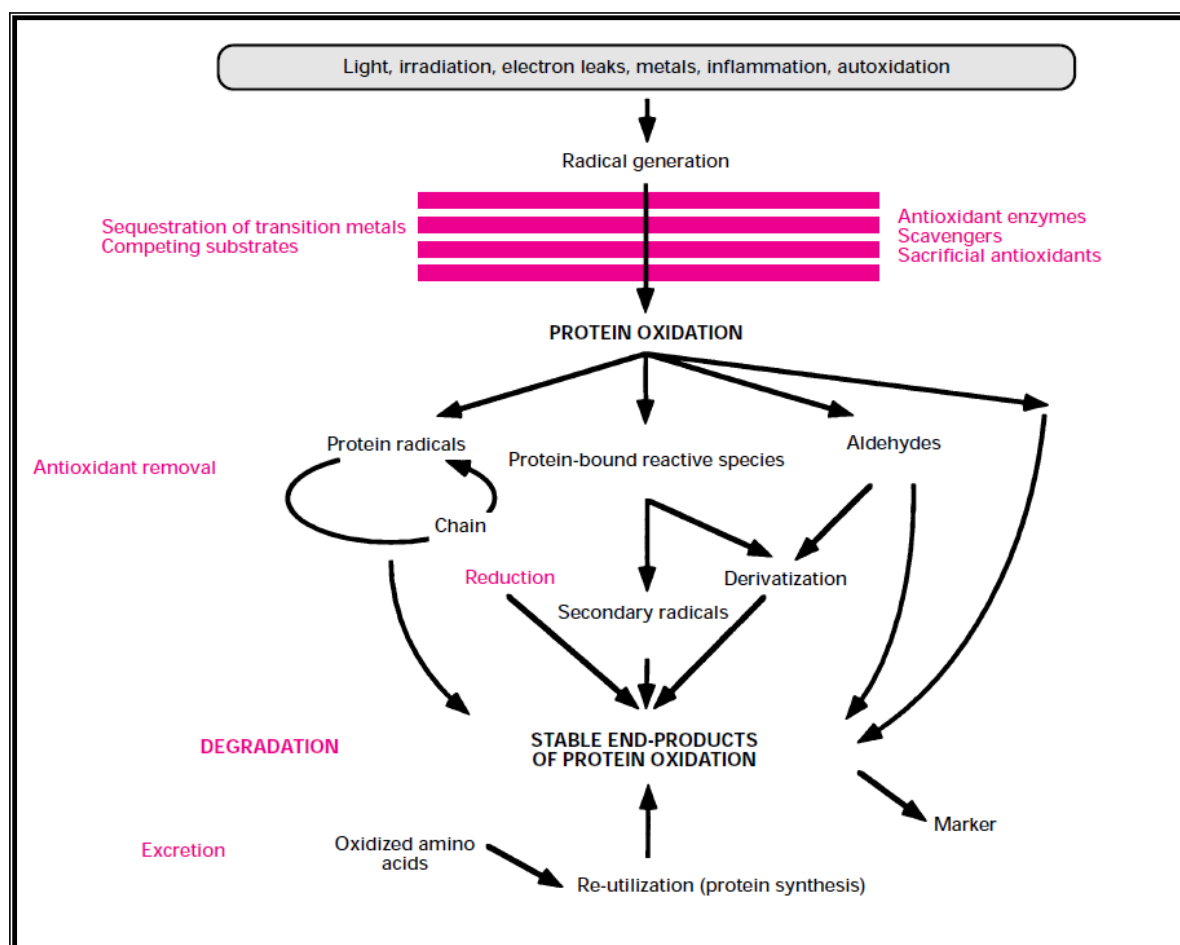 Light, irradiation, electron leaks, metals, inflammation, autoxidation
Radical generation
Sequestration of transition metals
Competing substrates
Antioxidant enzymes
Scavengers
Sacrificial antioxidants
PROTEIN OXIDATION
Protein radicals
Protein-bound reactive species
Aldehydes
Antioxidant removal
Chain
Reduction
Derivatization
Secondary radicals
DEGRADATION
STABLE END-PRODUCTS
OF PROTEIN OXIDATION
Marker
Excretion
Oxidized amino
acids
Re-utilization (protein synthesis)